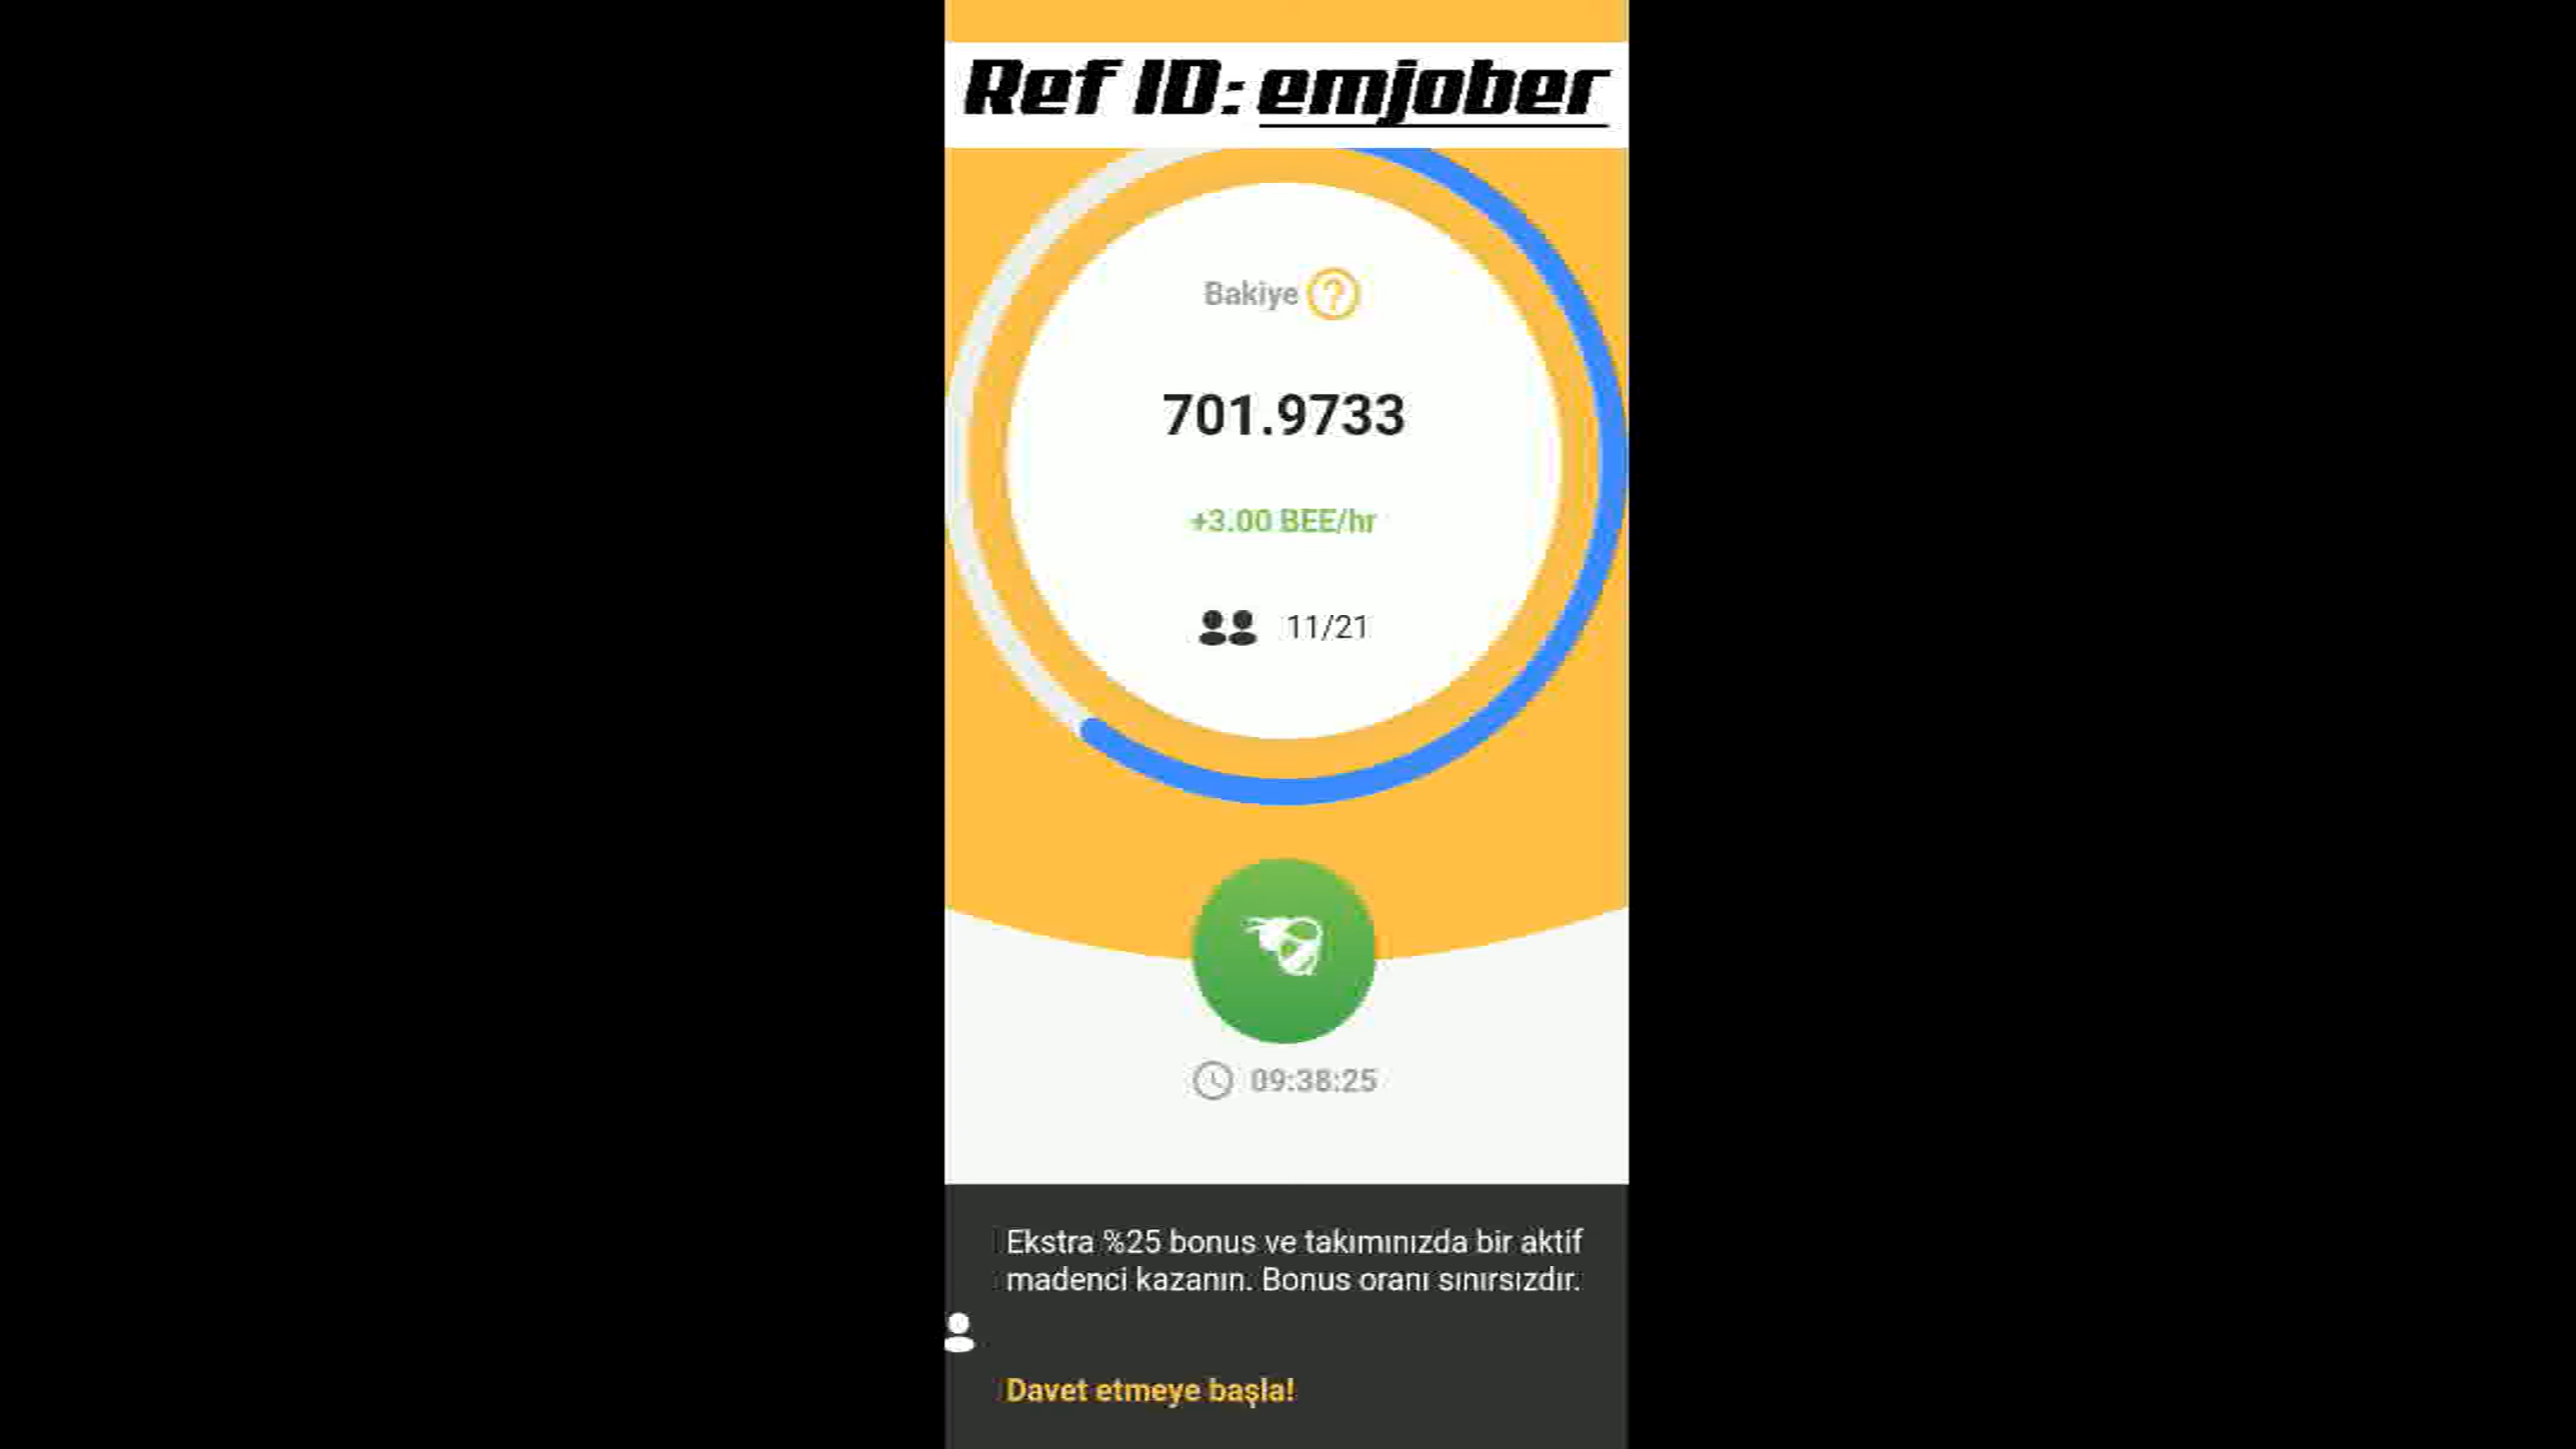 Ref ID: emjober
Bakiye ?
701.9733
+3.00 BEE/hr
11/21
09:38:25
Ekstra %25 bonus ve takımınızda bir aktif
madenci kazanın. Bonus oranı sınırsızdır.
Davet etmeye başla!